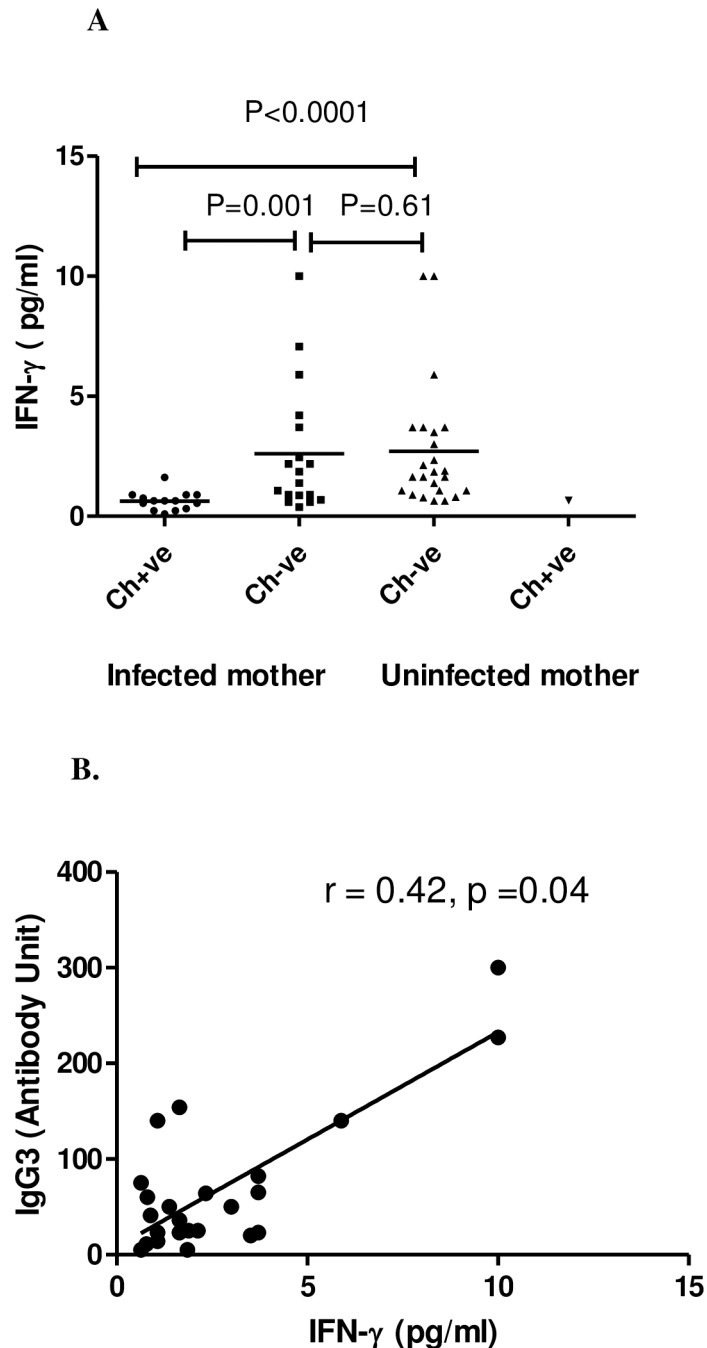 A
P<0.0001
P=0.001 P=0.61
IFN-γ ( pg/ml)
15
10
5
0
Ch+ve Ch-ve Ch-ve Ch+ve
Infected mother Uninfected mother
B.
r = 0.42, p =0.04
IgG3 (Antibody Unit)
400
300
200
100
0
0 5 10 15
IFN-γ (pg/ml)